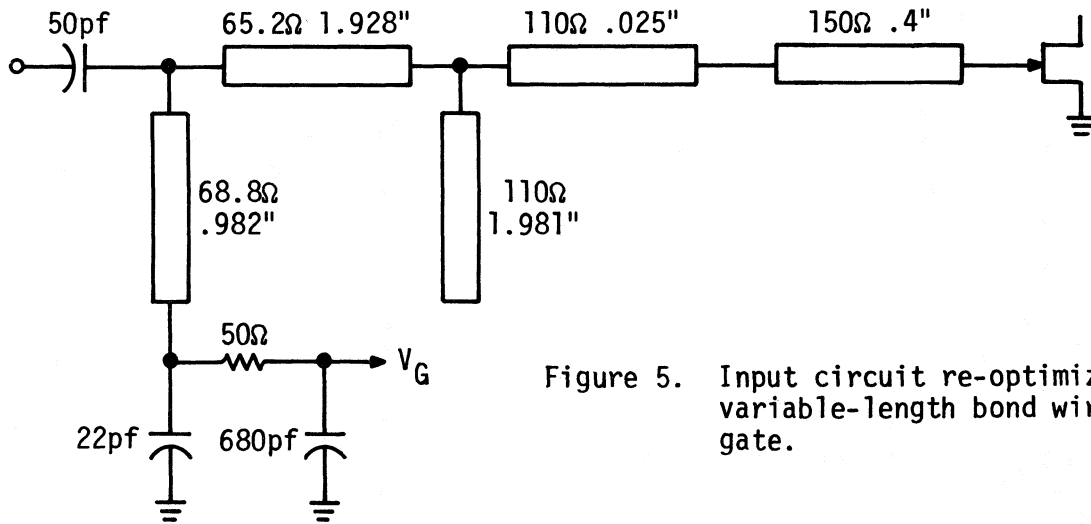 50pf
65.2Ω 1.928"
110Ω .025"
150Ω .4"
68.8Ω
.982"
110Ω
1.981"
50Ω
V_G
22pf
680pf
Figure 5. Input circuit re-optimiz
variable-length bond wir
gate.